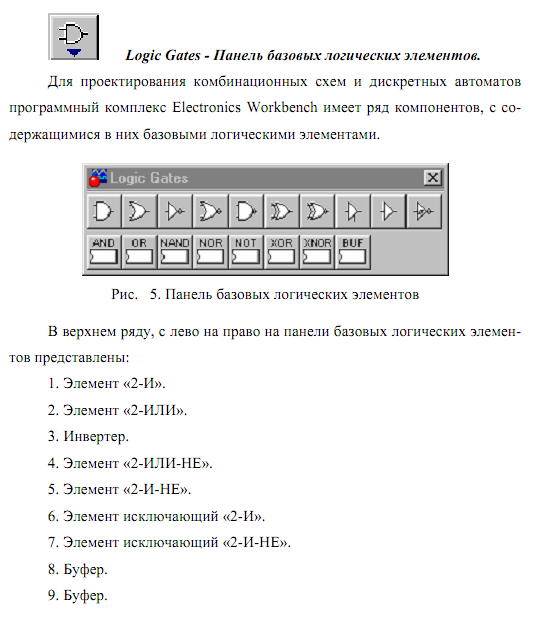 Logic Gates - Панель базовых логических элементов.
Для проектирования комбинационных схем и дискретных автоматов
программный комплекс Electronics Workbench имеет ряд компонентов, с со-
держащимися в них базовыми логическими элементами.
Logic Gates
AND OR NAND NOR NOT XOR XNOR BUF
Рис. 5. Панель базовых логических элементов
В верхнем ряду, с лево на право на панели базовых логических элемен-
тов представлены:
1. Элемент «2-И».
2. Элемент «2-ИЛИ».
3. Инвертер.
4. Элемент «2-ИЛИ-НЕ».
5. Элемент «2-И-НЕ».
6. Элемент исключающий «2-И».
7. Элемент исключающий «2-И-НЕ».
8. Буфер.
9. Буфер.